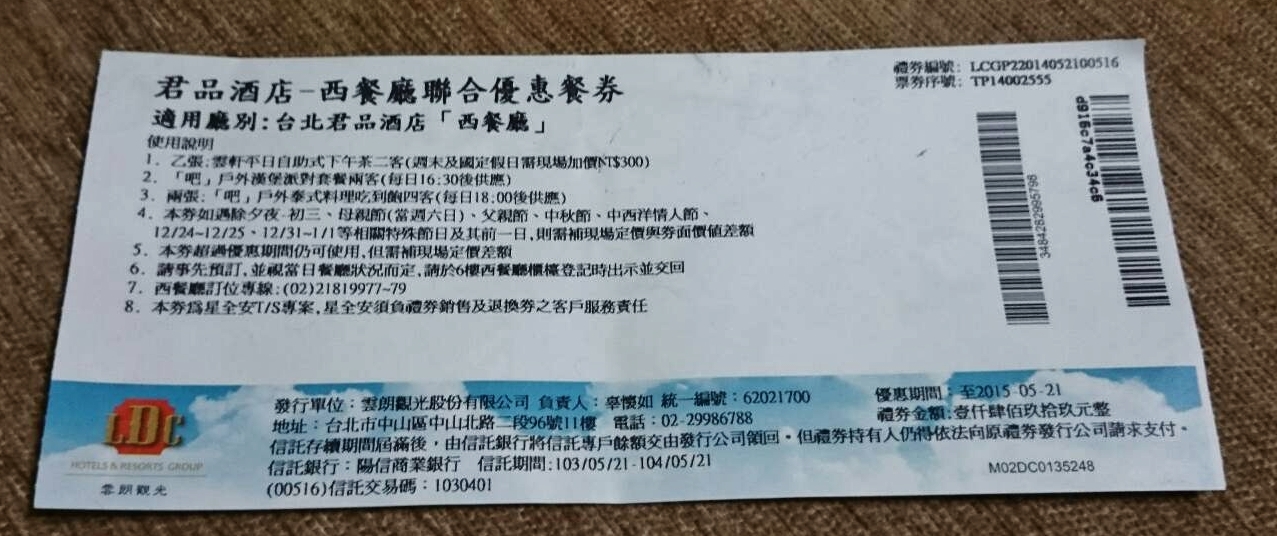 君品酒店-西餐廳聯合優惠餐券
適用廳別:台北君品酒店「西餐廳」
禮券編號: LCGP22014052100516
票券序號: TP14002555
使用說明
1. 乙張:雲軒平日自助式下午茶二客(週末及國定假日需現場加價NT$300)
2. 「吧」戶外漢堡派對套餐兩客(每日16:30後供應)
3. 兩張:「吧」戶外泰式料理吃到飽四客(每日18:00後供應)
4. 本券如遇除夕夜-初三、母親節(當週六日)、父親節、中秋節、中西洋情人節、
12/24~12/25、12/31~1/1等相關特殊節日及其前一日,則需補現場定價與券面價值差額
5. 本券超過優惠期間仍可使用,但需補現場定價差額
6. 請事先預訂,並視當日餐廳狀況而定,請於6樓西餐廳櫃檯登記時出示並交回
7. 西餐廳訂位專線:(02)21819977~79
8. 本券為星全安T/S專案,星全安須負禮券銷售及退換券之客戶服務責任
3484282985798
d916c7a4c34c6
LDC
HOTELS & RESORTS GROUP
雲朗觀光
發行單位：雲朗觀光股份有限公司 負責人：辜懷如 統一編號：62021700
地址：台北市中山區中山北路二段96號11樓 電話：02-29986788
信託存續期間屆滿後，由信託銀行將信託專戶餘額交由發行公司領回。但禮券持有人仍得依法向原禮券發行公司請求支付。
信託銀行：陽信商業銀行 信託期間:103/05/21-104/05/21
(00516)信託交易碼：1030401
優惠期間：至2015-05-21
禮券金額:壹仟肆佰玖拾玖元整
M02DC0135248